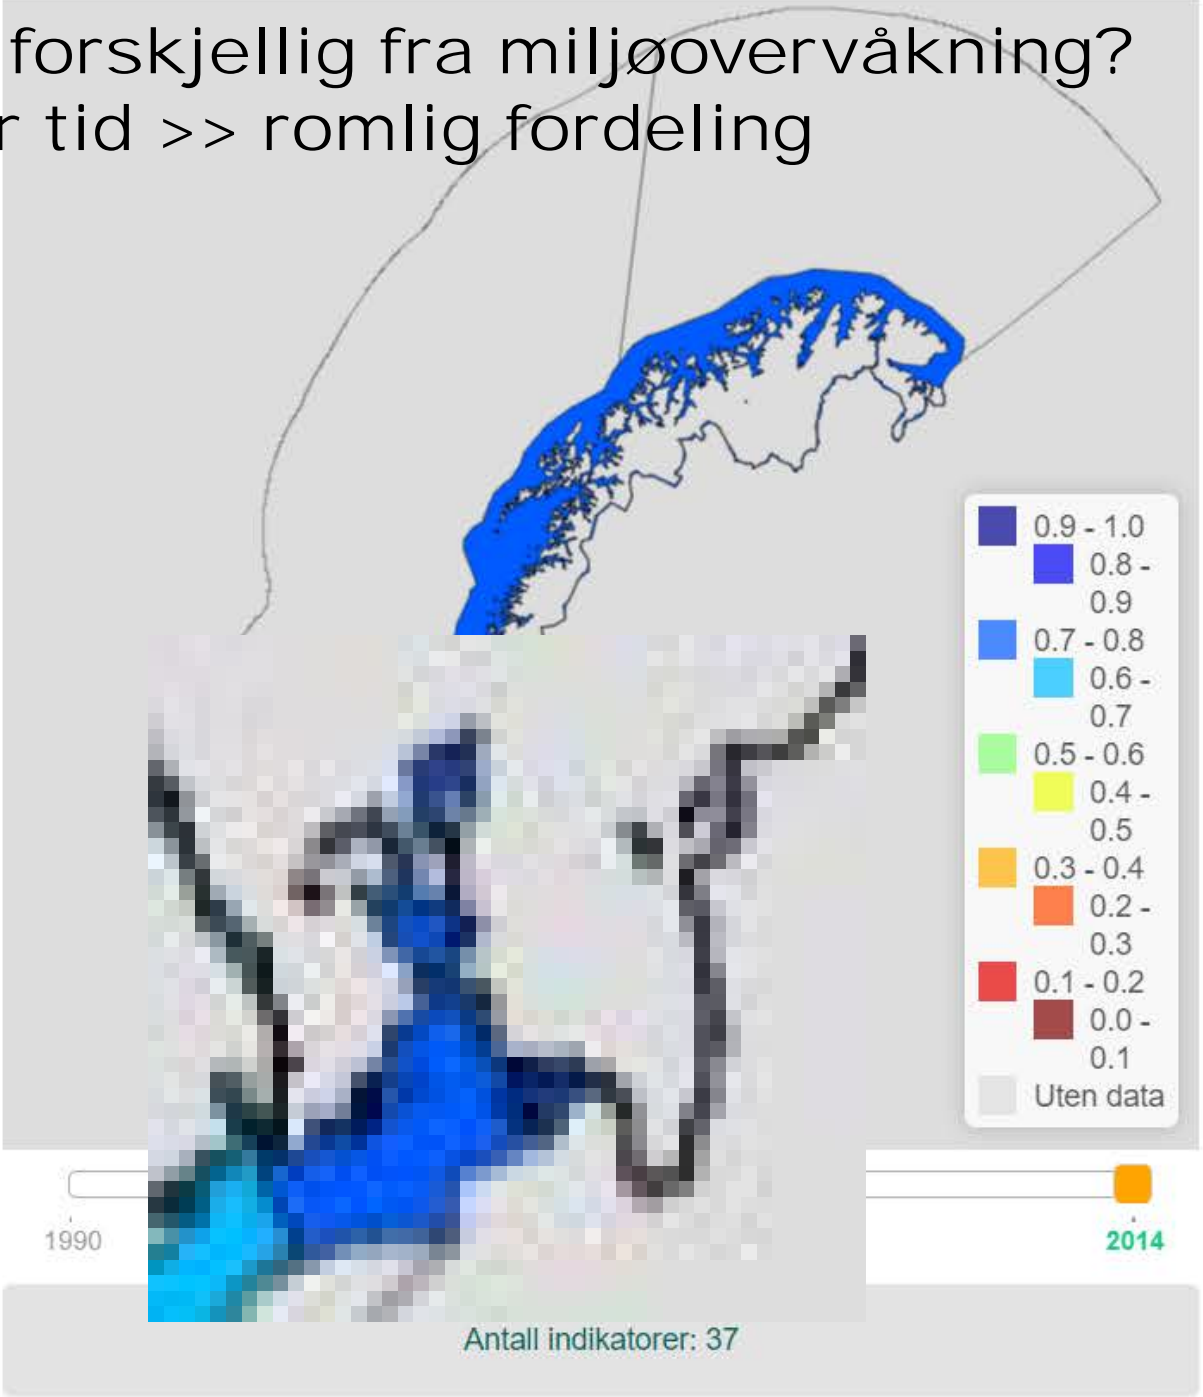 forskjellig fra miljøovervåkning?
r tid >> romlig fordeling
0.9 - 1.0
0.8 -
0.9
0.7 - 0.8
0.6 -
0.7
0.5 - 0.6
0.4 -
0.5
0.3 - 0.4
0.2 -
0.3
0.1 - 0.2
0.0 -
0.1
Uten data
1990
2014
Antall indikatorer: 37